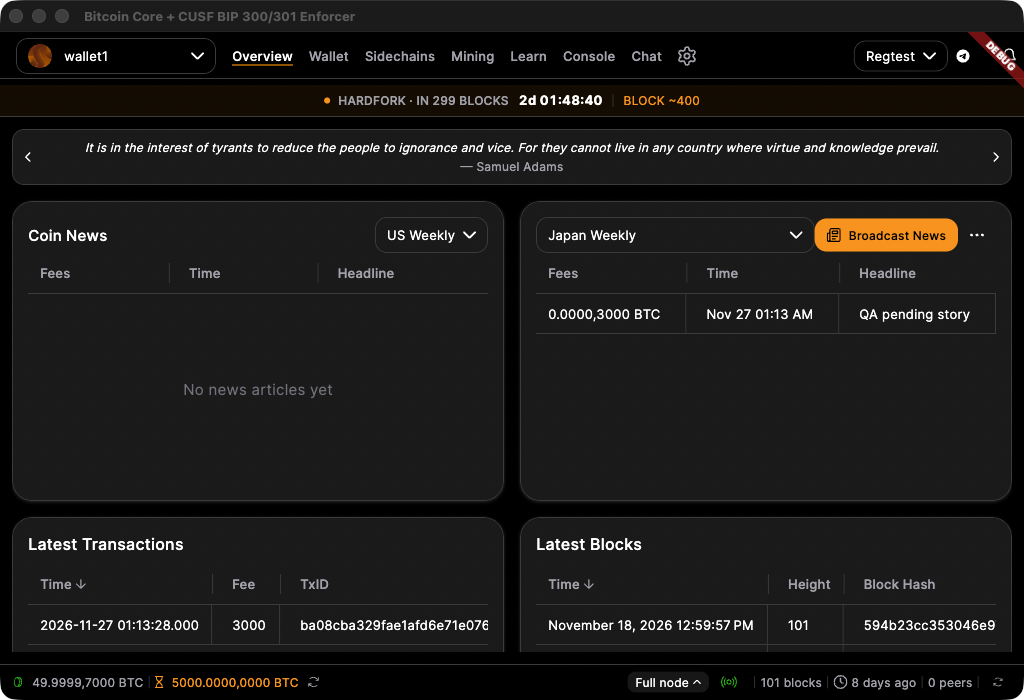 Bitcoin Core + CUSF BIP 300/301 Enforcer
wallet1 Overview Wallet Sidechains Mining Learn Console Chat Regtest DEBUG
HARDFORK · IN 299 BLOCKS 2d 01:48:40 BLOCK ~400
It is in the interest of tyrants to reduce the people to ignorance and vice. For they cannot live in any country where virtue and knowledge prevail.
— Samuel Adams
Coin News US Weekly
Fees Time Headline
No news articles yet
Japan Weekly Broadcast News
Fees Time Headline
0.0000,3000 BTC Nov 27 01:13 AM QA pending story
Latest Transactions
Time Fee TxID
2026-11-27 01:13:28.000 3000 ba08cba329fae1afd6e71e076
Latest Blocks
Time Height Block Hash
November 18, 2026 12:59:57 PM 101 594b23cc353046e9
49.9999,7000 BTC 5000.0000,0000 BTC Full node 101 blocks 8 days ago 0 peers